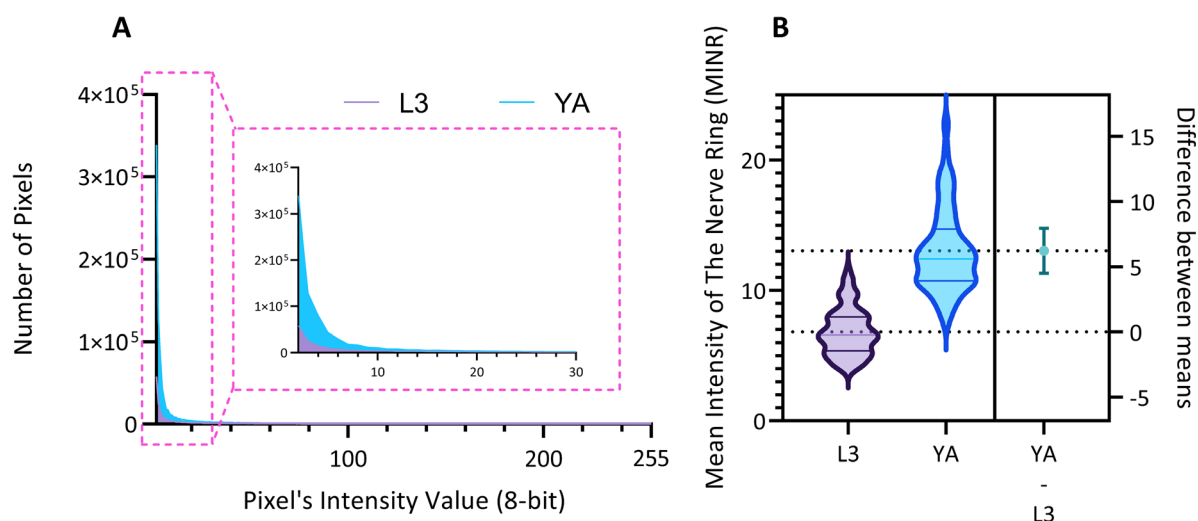 A
L3
YA
Number of Pixels
4×10⁵
3×10⁵
2×10⁵
1×10⁵
0
100
200
255
Pixel's Intensity Value (8-bit)
4×10⁵
3×10⁵
2×10⁵
1×10⁵
0
10
20
30
B
Mean Intensity of The Nerve Ring (MINR)
20
10
0
L3
YA
YA
-
L3
15
10
5
0
-5
Difference between means